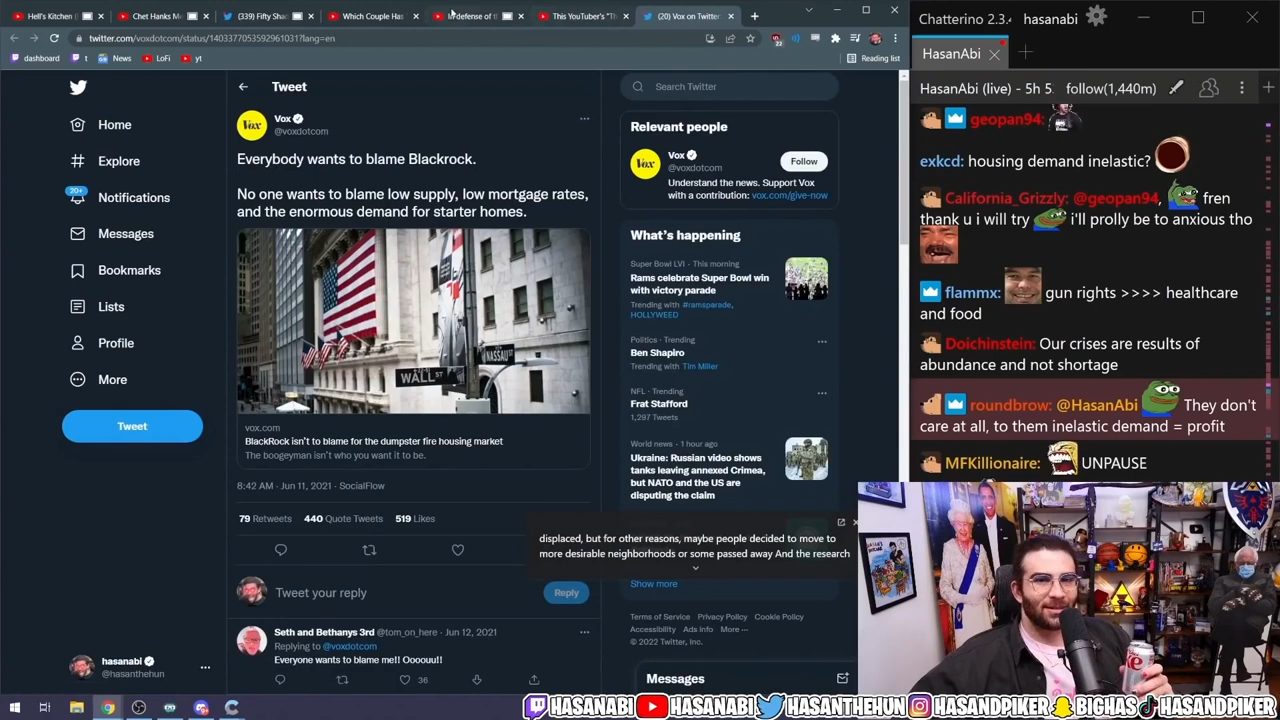 Hell's Kitchen
Chet Hanks M
(339) Fifty Sha
Which Couple Has
In defense of t
This YouTuber's "Th
(20) Vox on Twitter
twitter.com/voxdotcom/status/1403377053592961031?lang=en
dashboard
t
News
LoFi
yt
Reading list
Home
Explore
20+
Notifications
Messages
Bookmarks
Lists
Profile
More
Tweet
hasanabi
@hasanthehun
Tweet
Vox
@voxdotcom
Everybody wants to blame Blackrock.
No one wants to blame low supply, low mortgage rates,
and the enormous demand for starter homes.
WALL ST
NASSAU ST
vox.com
BlackRock isn't to blame for the dumpster fire housing market
The boogeyman isn't who you want it to be.
8:42 AM · Jun 11, 2021 · SocialFlow
79 Retweets 440 Quote Tweets 519 Likes
Tweet your reply
Reply
Seth and Bethanys 3rd @tom_on_here · Jun 12, 2021
Replying to @voxdotcom
Everyone wants to blame me!! Oooouu!!
36
Search Twitter
Relevant people
Vox
@voxdotcom
Follow
Understand the news. Support Vox
with a contribution: vox.com/give-now
What's happening
Super Bowl LVI · This morning
Rams celebrate Super Bowl win
with victory parade
Trending with #ramsparade,
HOLLYWEED
Politics · Trending
Ben Shapiro
Trending with Tim Miller
NFL · Trending
Frat Stafford
1,297 Tweets
World news · 1 hour ago
Ukraine: Russian video shows
tanks leaving annexed Crimea,
but NATO and the US are
disputing the claim
displaced, but for other reasons, maybe people decided to move to
more desirable neighborhoods or some passed away And the research
Show more
Terms of Service Privacy Policy Cookie Policy
Accessibility Ads info More ···
© 2022 Twitter, Inc.
Messages
Chatterino 2.3.4
hasanabi
HasanAbi
HasanAbi (live) - 5h 5
follow(1,440m)
geopan94:
exkcd: housing demand inelastic?
California_Grizzly: @geopan94, fren
thank u i will try i'll prolly be to anxious tho
flammx: gun rights >>>> healthcare
and food
Doichinstein: Our crises are results of
abundance and not shortage
roundbrow: @HasanAbi They don't
care at all, to them inelastic demand = profit
MFKillionaire: UNPAUSE
HASANABI HASANABI HASANTHEHUN HASANDPIKER BIGHAS HASANDPIKER